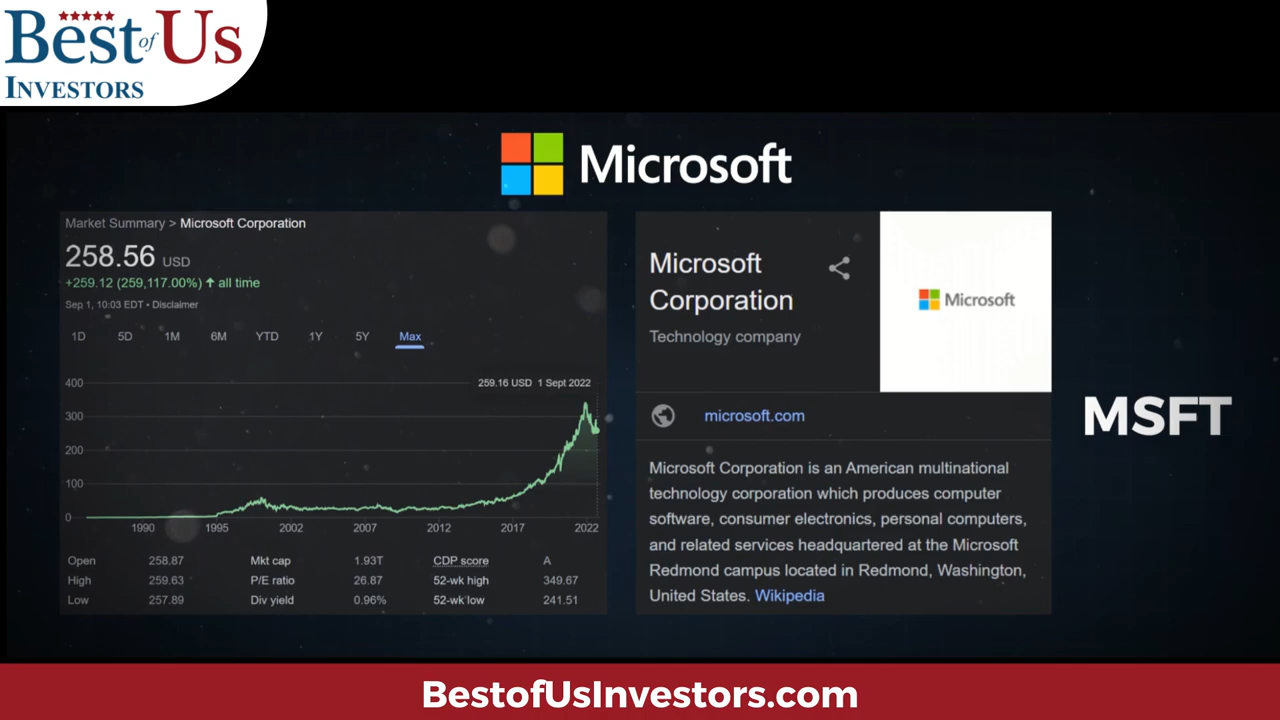 Best of Us
INVESTORS
Microsoft
Market Summary > Microsoft Corporation
258.56 USD
+259.12 (259,117.00%) ↑ all time
Sep 1, 10:03 EDT • Disclaimer
1D 5D 1M 6M YTD 1Y 5Y Max
259.16 USD 1 Sept 2022
400
300
200
100
0
1990 1995 2002 2007 2012 2017 2022
Open 258.87 Mkt cap 1.93T CDP score A
High 259.63 P/E ratio 26.87 52-wk high 349.67
Low 257.89 Div yield 0.96% 52-wk low 241.51
Microsoft
Corporation
Technology company
Microsoft
microsoft.com
Microsoft Corporation is an American multinational
technology corporation which produces computer
software, consumer electronics, personal computers,
and related services headquartered at the Microsoft
Redmond campus located in Redmond, Washington,
United States. Wikipedia
MSFT
BestofUsInvestors.com